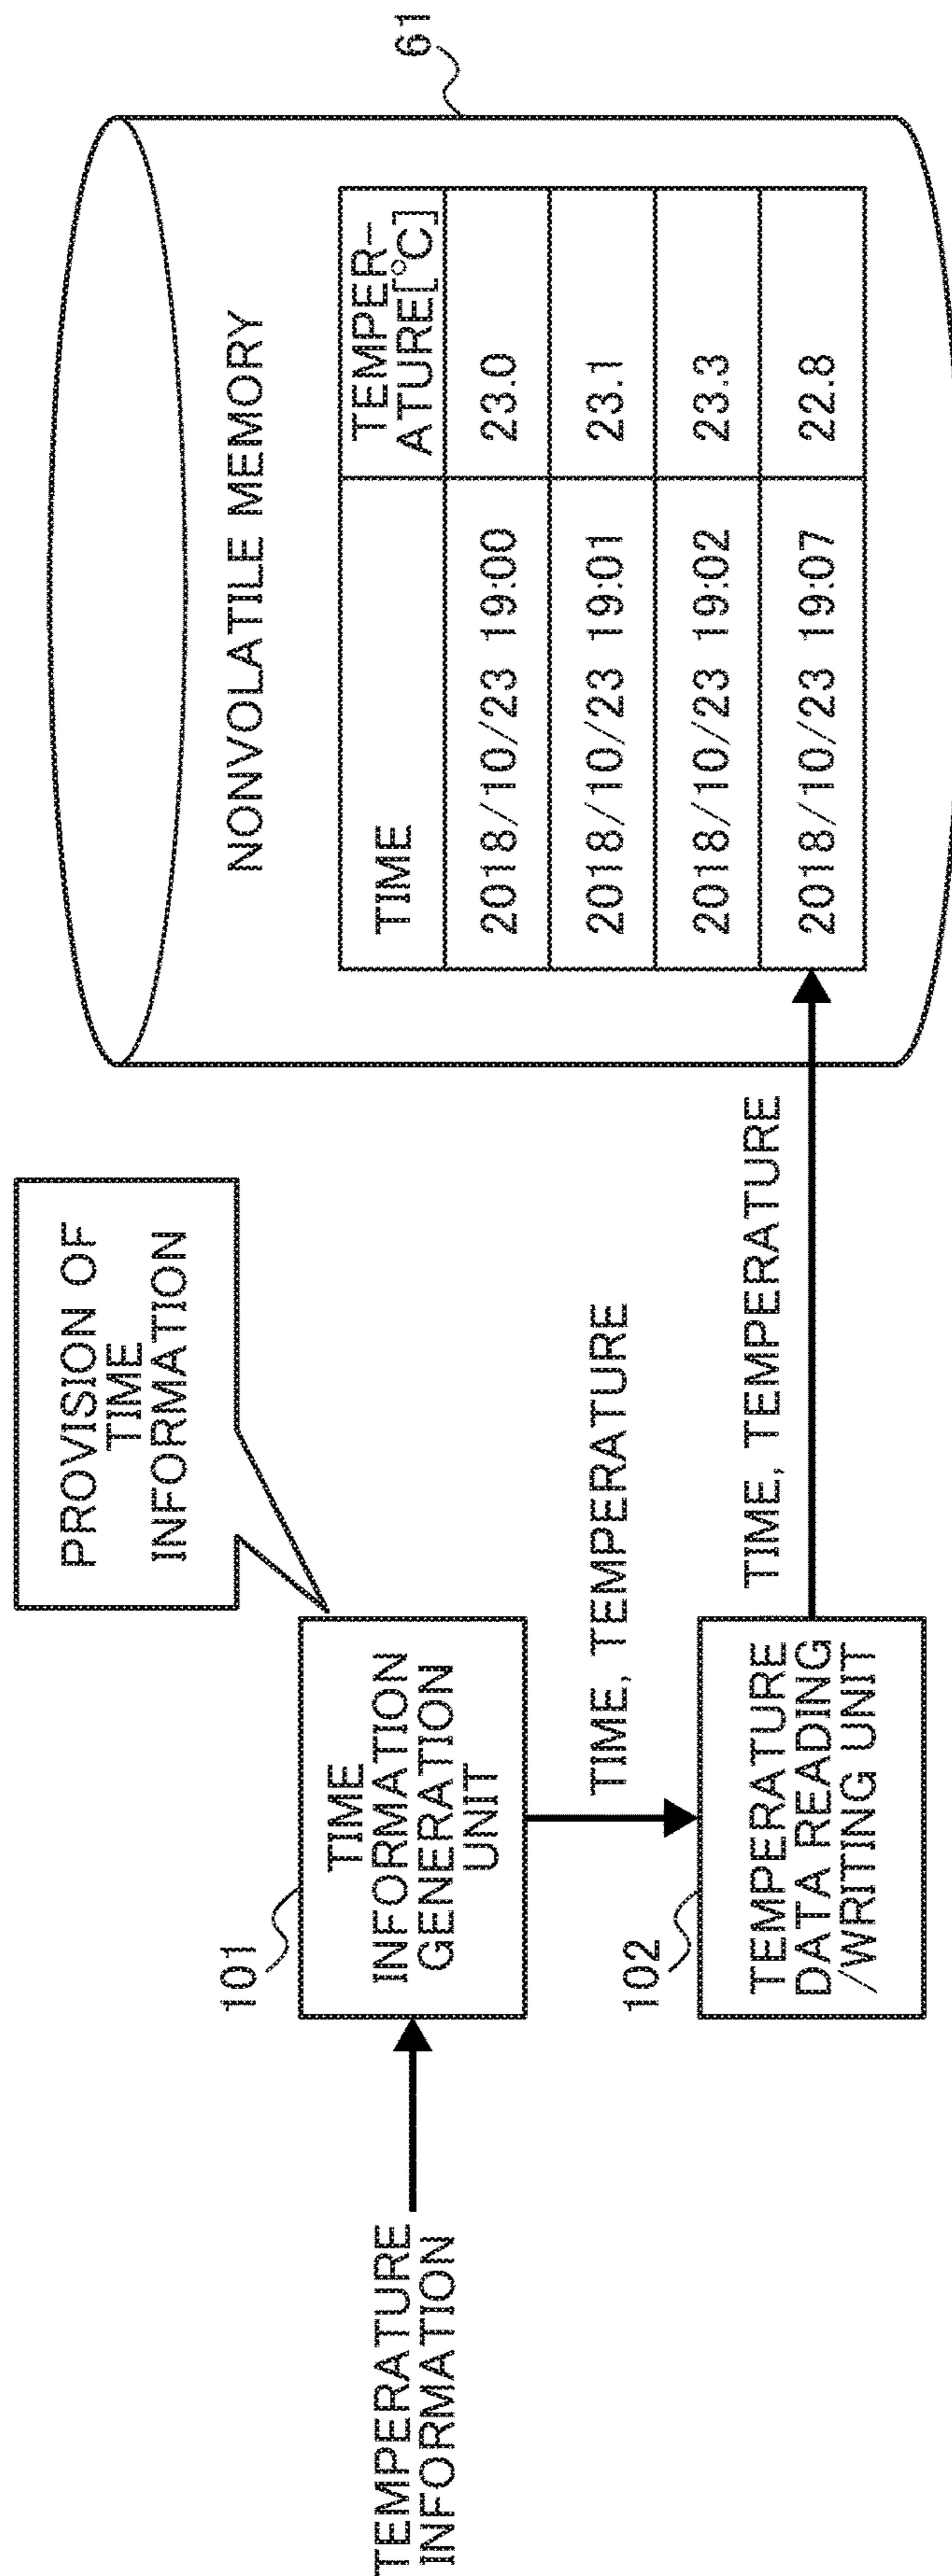 TEMPERATURE
INFORMATION
101
TIME
INFORMATION
GENERATION
UNIT
PROVISION OF
TIME
INFORMATION
TIME, TEMPERATURE
102
TEMPERATURE
DATA READING
/WRITING UNIT
TIME, TEMPERATURE
NONVOLATILE MEMORY
TIME TEMPER-
ATURE[°C]
2018/10/23 19:00 23.0
2018/10/23 19:01 23.1
2018/10/23 19:02 23.3
2018/10/23 19:07 22.8
61